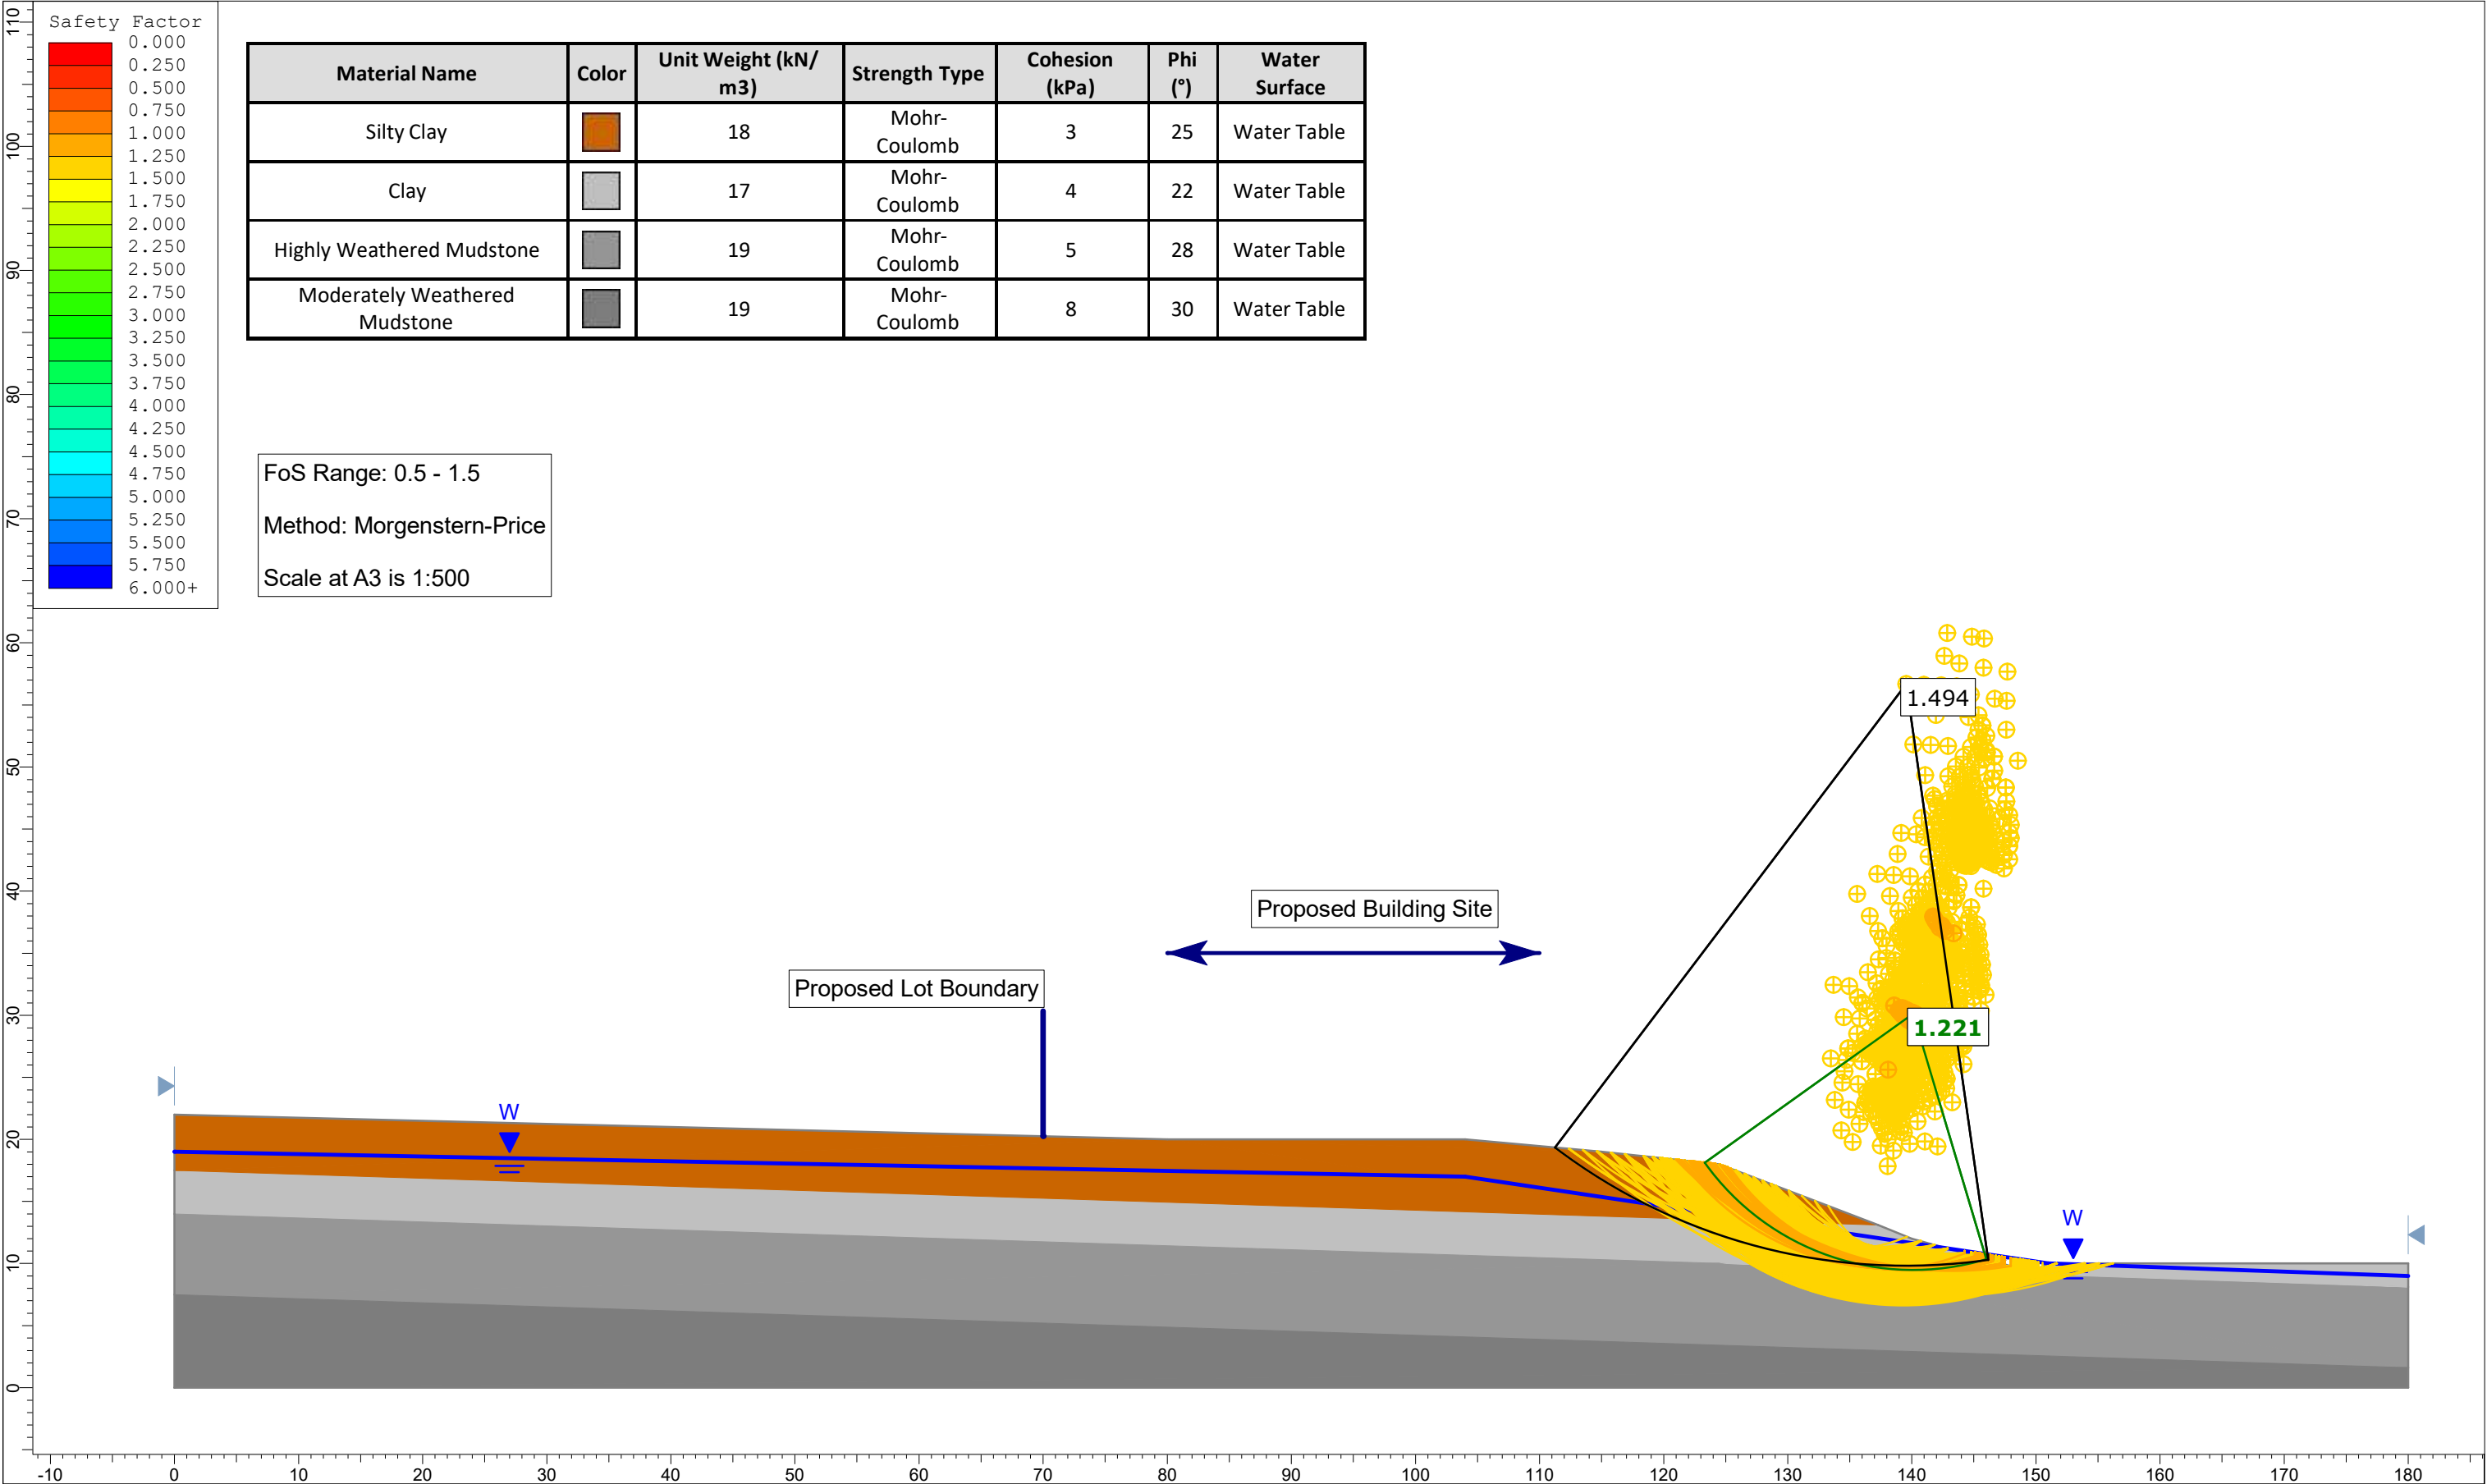 Safety Factor
0.000
0.250
0.500
0.750
1.000
1.250
1.500
1.750
2.000
2.250
2.500
2.750
3.000
3.250
3.500
3.750
4.000
4.250
4.500
4.750
5.000
5.250
5.500
5.750
6.000+
Material Name Color Unit Weight (kN/ m3) Strength Type Cohesion (kPa) Phi (°) Water Surface
Silty Clay 18 Mohr-Coulomb 3 25 Water Table
Clay 17 Mohr-Coulomb 4 22 Water Table
Highly Weathered Mudstone 19 Mohr-Coulomb 5 28 Water Table
Moderately Weathered Mudstone 19 Mohr-Coulomb 8 30 Water Table
FoS Range: 0.5 - 1.5
Method: Morgenstern-Price
Scale at A3 is 1:500
1.494
Proposed Building Site
Proposed Lot Boundary
1.221
W
W
110
100
90
80
70
60
50
40
30
20
10
0
-10 0 10 20 30 40 50 60 70 80 90 100 110 120 130 140 150 160 170 180